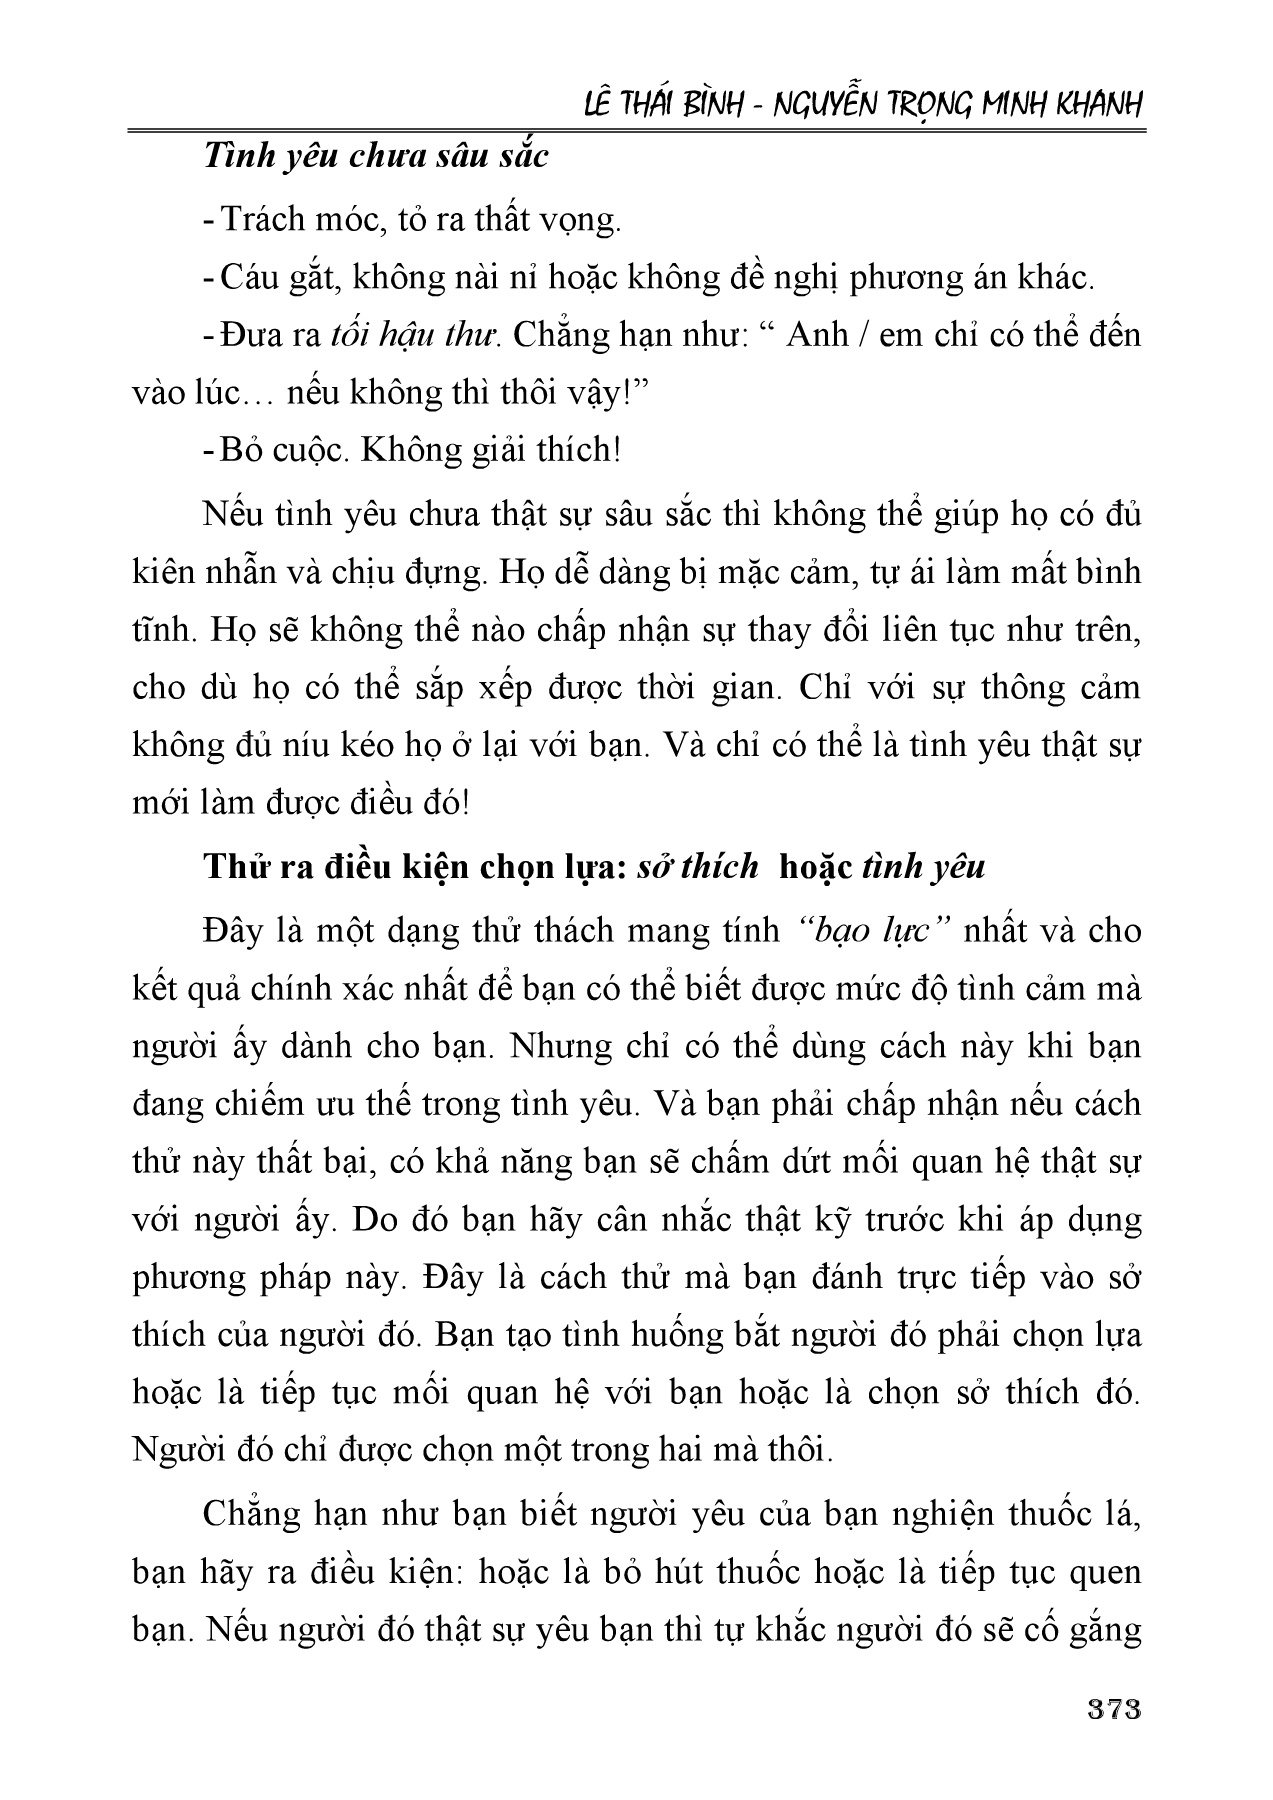 LÊ THÁI BÌNH - NGUYỄN TRỌNG MINH KHANH
Tình yêu chưa sâu sắc
- Trách móc, tỏ ra thất vọng.
- Cáu gắt, không nài nỉ hoặc không đề nghị phương án khác.
- Đưa ra tối hậu thư. Chẳng hạn như: “ Anh / em chỉ có thể đến
vào lúc… nếu không thì thôi vậy!”
- Bỏ cuộc. Không giải thích!
Nếu tình yêu chưa thật sự sâu sắc thì không thể giúp họ có đủ
kiên nhẫn và chịu đựng. Họ dễ dàng bị mặc cảm, tự ái làm mất bình
tĩnh. Họ sẽ không thể nào chấp nhận sự thay đổi liên tục như trên,
cho dù họ có thể sắp xếp được thời gian. Chỉ với sự thông cảm
không đủ níu kéo họ ở lại với bạn. Và chỉ có thể là tình yêu thật sự
mới làm được điều đó!
Thử ra điều kiện chọn lựa: sở thích hoặc tình yêu
Đây là một dạng thử thách mang tính “bạo lực” nhất và cho
kết quả chính xác nhất để bạn có thể biết được mức độ tình cảm mà
người ấy dành cho bạn. Nhưng chỉ có thể dùng cách này khi bạn
đang chiếm ưu thế trong tình yêu. Và bạn phải chấp nhận nếu cách
thử này thất bại, có khả năng bạn sẽ chấm dứt mối quan hệ thật sự
với người ấy. Do đó bạn hãy cân nhắc thật kỹ trước khi áp dụng
phương pháp này. Đây là cách thử mà bạn đánh trực tiếp vào sở
thích của người đó. Bạn tạo tình huống bắt người đó phải chọn lựa
hoặc là tiếp tục mối quan hệ với bạn hoặc là chọn sở thích đó.
Người đó chỉ được chọn một trong hai mà thôi.
Chẳng hạn như bạn biết người yêu của bạn nghiện thuốc lá,
bạn hãy ra điều kiện: hoặc là bỏ hút thuốc hoặc là tiếp tục quen
bạn. Nếu người đó thật sự yêu bạn thì tự khắc người đó sẽ cố gắng
373